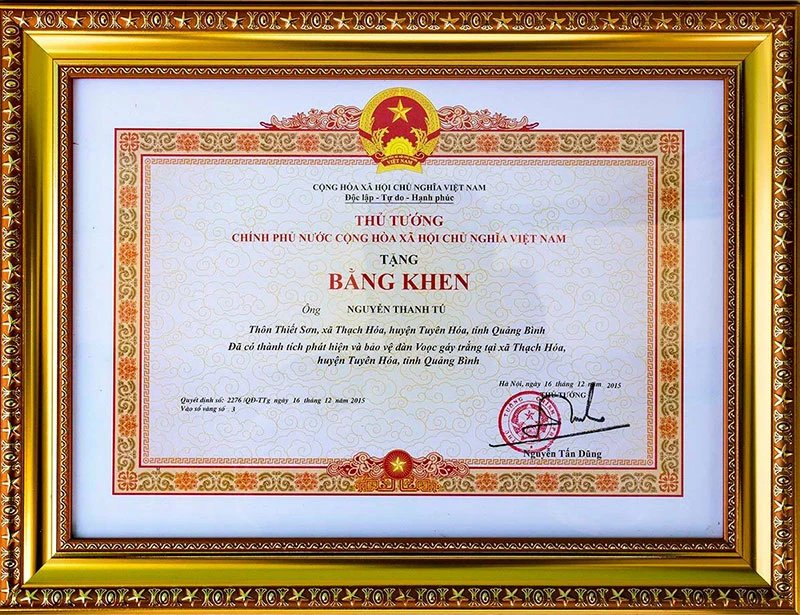 VIỆT NAM
CỘNG HÒA XÃ HỘI CHỦ NGHĨA VIỆT NAM
Độc lập - Tự do - Hạnh phúc
THỦ TƯỚNG
CHÍNH PHỦ NƯỚC CỘNG HÒA XÃ HỘI CHỦ NGHĨA VIỆT NAM
TẶNG
BẰNG KHEN
Ông NGUYỄN THANH TÚ
Thôn Thiết Sơn, xã Thạch Hóa, huyện Tuyên Hóa, tỉnh Quảng Bình
Đã có thành tích phát hiện và bảo vệ đàn Voọc gáy trắng tại xã Thạch Hóa,
huyện Tuyên Hóa, tỉnh Quảng Bình
Hà Nội, ngày 16 tháng 12 năm 2015
THỦ TƯỚNG
Quyết định số: 2276 /QĐ-TTg ngày 16 tháng 12 năm 2015
Vào sổ vàng số 3
Nguyễn Tấn Dũng